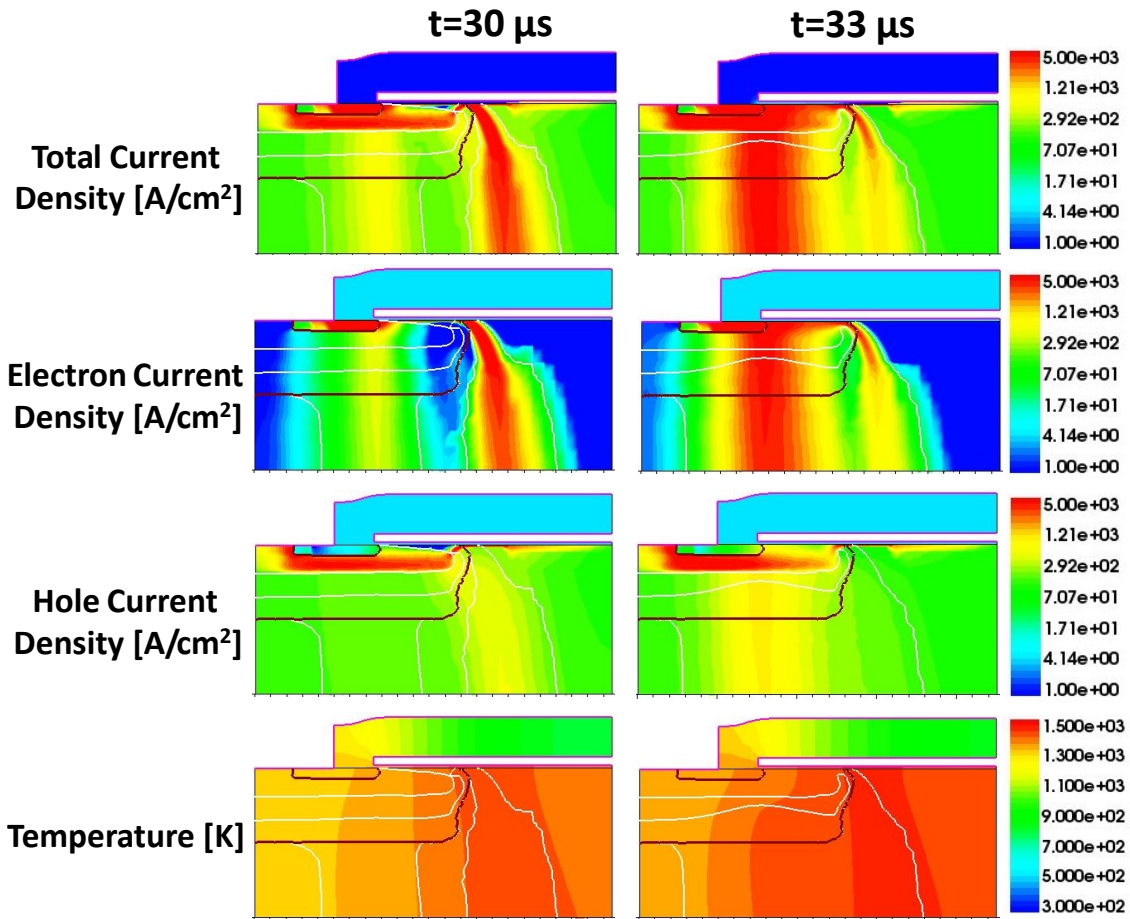 t=30 µs
t=33 µs
Total Current
Density [A/cm²]
5.00e+03
1.21e+03
2.92e+02
7.07e+01
1.71e+01
4.14e+00
1.00e+00
Electron Current
Density [A/cm²]
5.00e+03
1.21e+03
2.92e+02
7.07e+01
1.71e+01
4.14e+00
1.00e+00
Hole Current
Density [A/cm²]
5.00e+03
1.21e+03
2.92e+02
7.07e+01
1.71e+01
4.14e+00
1.00e+00
Temperature [K]
1.500e+03
1.300e+03
1.100e+03
9.000e+02
7.000e+02
5.000e+02
3.000e+02